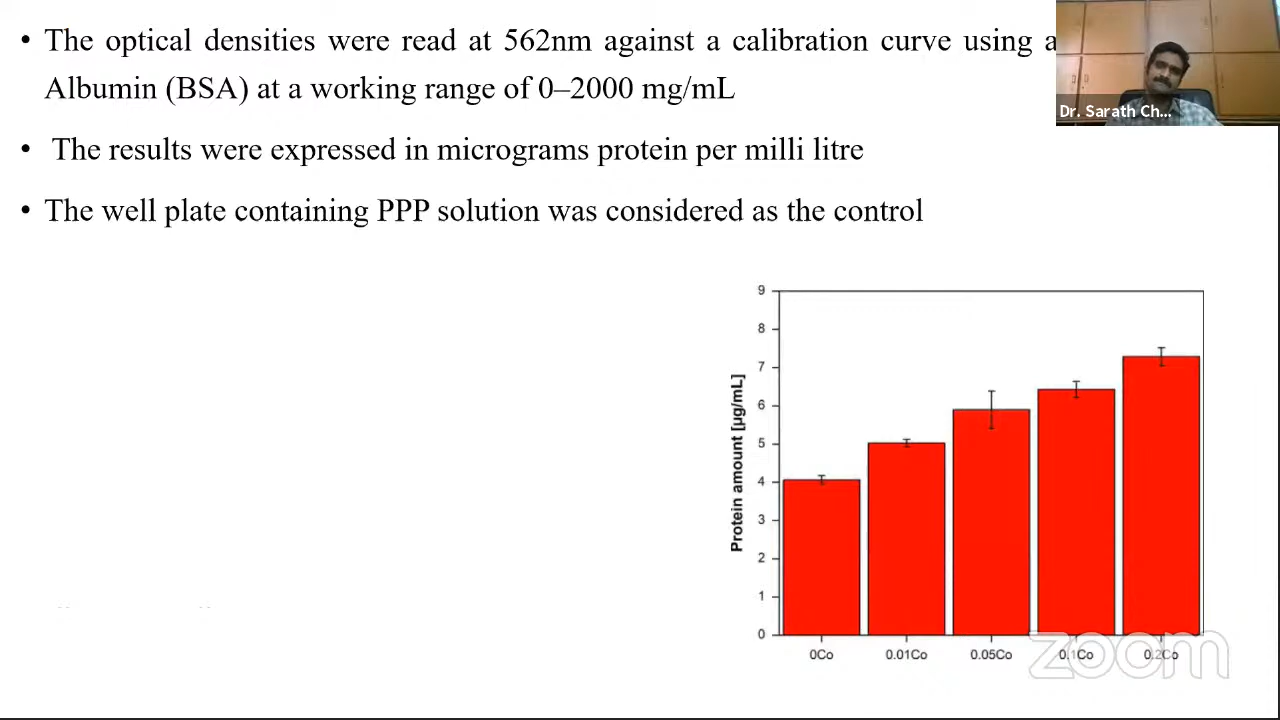 • The optical densities were read at 562nm against a calibration curve using a
Albumin (BSA) at a working range of 0–2000 mg/mL
• The results were expressed in micrograms protein per milli litre
• The well plate containing PPP solution was considered as the control
Dr. Sarath Ch...
9
8
7
6
5
4
3
2
1
0
Protein amount [µg/mL]
0Co 0.01Co 0.05Co 0.1Co 0.2Co
zoom